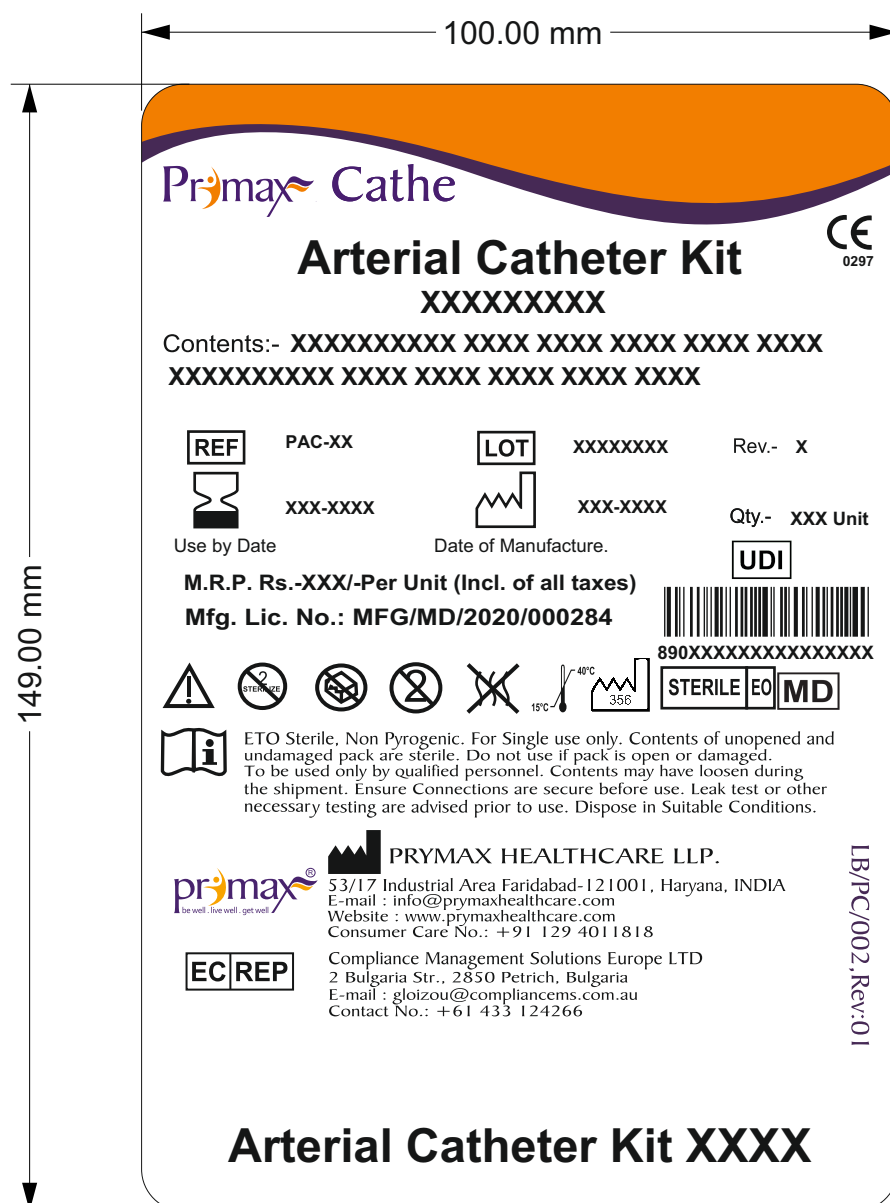 100.00 mm
149.00 mm
Prymax Cathe
CE
0297
Arterial Catheter Kit
XXXXXXXXX
Contents:- XXXXXXXXXX XXXX XXXX XXXX XXXX XXXX
XXXXXXXXXX XXXX XXXX XXXX XXXX XXXX
REF PAC-XX LOT XXXXXXXX Rev.- X
XXX-XXXX XXX-XXXX Qty.- XXX Unit
Use by Date Date of Manufacture.
UDI
M.R.P. Rs.-XXX/-Per Unit (Incl. of all taxes)
Mfg. Lic. No.: MFG/MD/2020/000284
890XXXXXXXXXXXXXXX
2
STERILIZE
2
15°C 40°C
356
STERILE EO MD
i
ETO Sterile, Non Pyrogenic. For Single use only. Contents of unopened and
undamaged pack are sterile. Do not use if pack is open or damaged.
To be used only by qualified personnel. Contents may have loosen during
the shipment. Ensure Connections are secure before use. Leak test or other
necessary testing are advised prior to use. Dispose in Suitable Conditions.
prymax®
be well . live well . get well
PRYMAX HEALTHCARE LLP.
53/17 Industrial Area Faridabad-121001, Haryana, INDIA
E-mail : info@prymaxhealthcare.com
Website : www.prymaxhealthcare.com
Consumer Care No.: +91 129 4011818
EC REP
Compliance Management Solutions Europe LTD
2 Bulgaria Str., 2850 Petrich, Bulgaria
E-mail : gloizou@compliancems.com.au
Contact No.: +61 433 124266
LB/PC/002,Rev:01
Arterial Catheter Kit XXXX